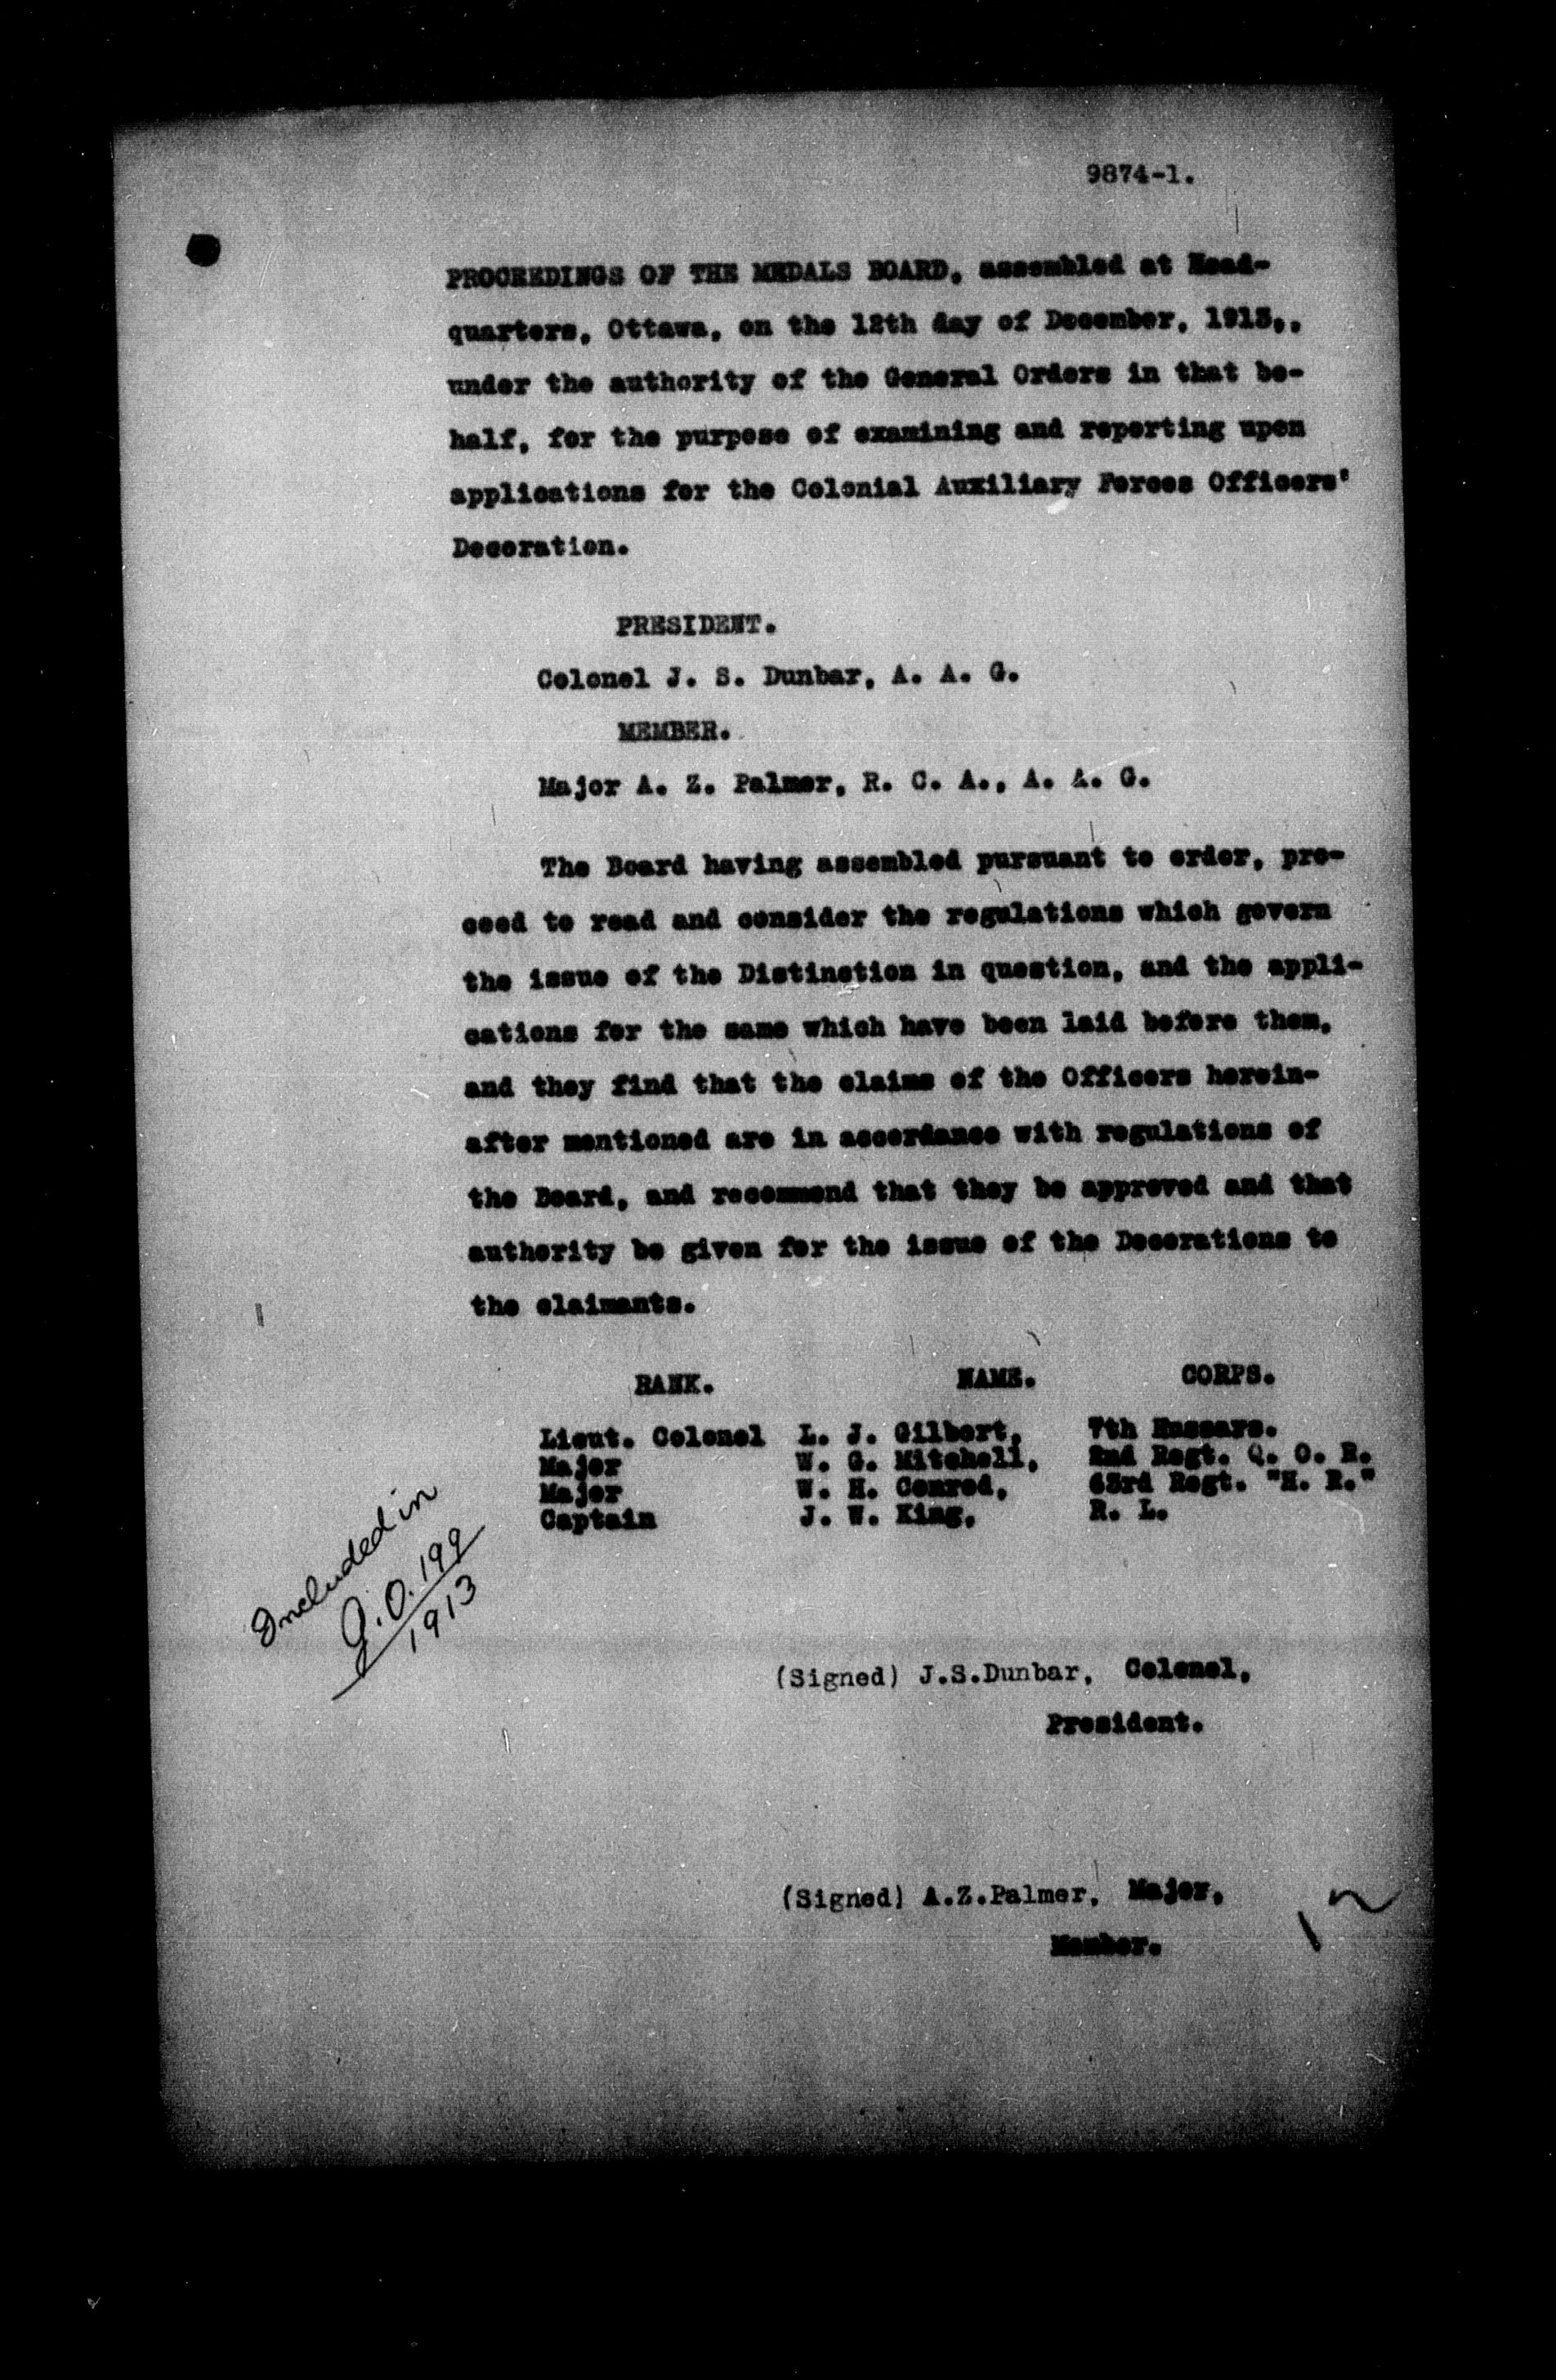 9874-1.
PROCEEDINGS OF THE MEDALS BOARD, assembled at Head-
quarters, Ottawa, on the 12th day of December, 1913,,
under the authority of the General Orders in that be-
half, for the purpose of examining and reporting upon
applications for the Colonial Auxiliary Forces Officers'
Decoration.
PRESIDENT.
Colonel J. S. Dunbar, A. A. G.
MEMBER.
Major A. Z. Palmer, R. C. A., A. A. G.
The Board having assembled pursuant to order, pro-
ceed to read and consider the regulations which govern
the issue of the Distinction in question, and the appli-
cations for the same which have been laid before them,
and they find that the claims of the Officers herein-
after mentioned are in accordance with regulations of
the Board, and recommend that they be approved and that
authority be given for the issue of the Decorations to
the claimants.
RANK. NAME. CORPS.
Lieut. Colonel L. J. Gilbert, 7th Hussars.
Major W. G. Mitchell, 2nd Regt. Q. O. R.
Major W. H. Conrod, 63rd Regt. "H. R."
Captain J. W. King, R. L.
Included in
G.O. 199
1913
(Signed) J.S.Dunbar, Colonel,
President.
(Signed) A.Z.Palmer, Major,
Member.